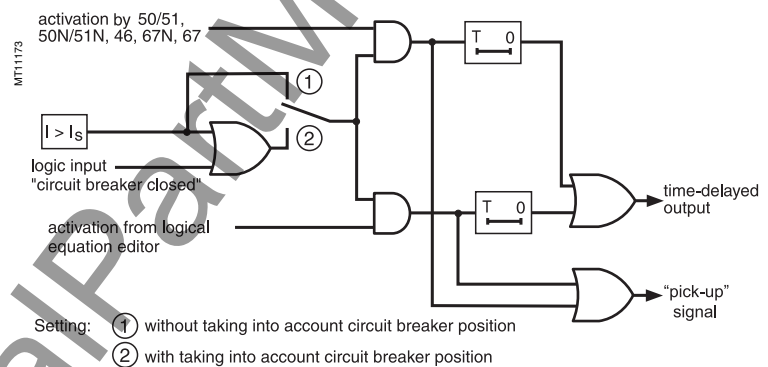 activation by 50/51,
50N/51N, 46, 67N, 67
MT11173
T 0
1
I > Is
2
logic input
"circuit breaker closed"
T 0
time-delayed
output
activation from logical
equation editor
"pick-up"
signal
Setting: 1 without taking into account circuit breaker position
2 with taking into account circuit breaker position